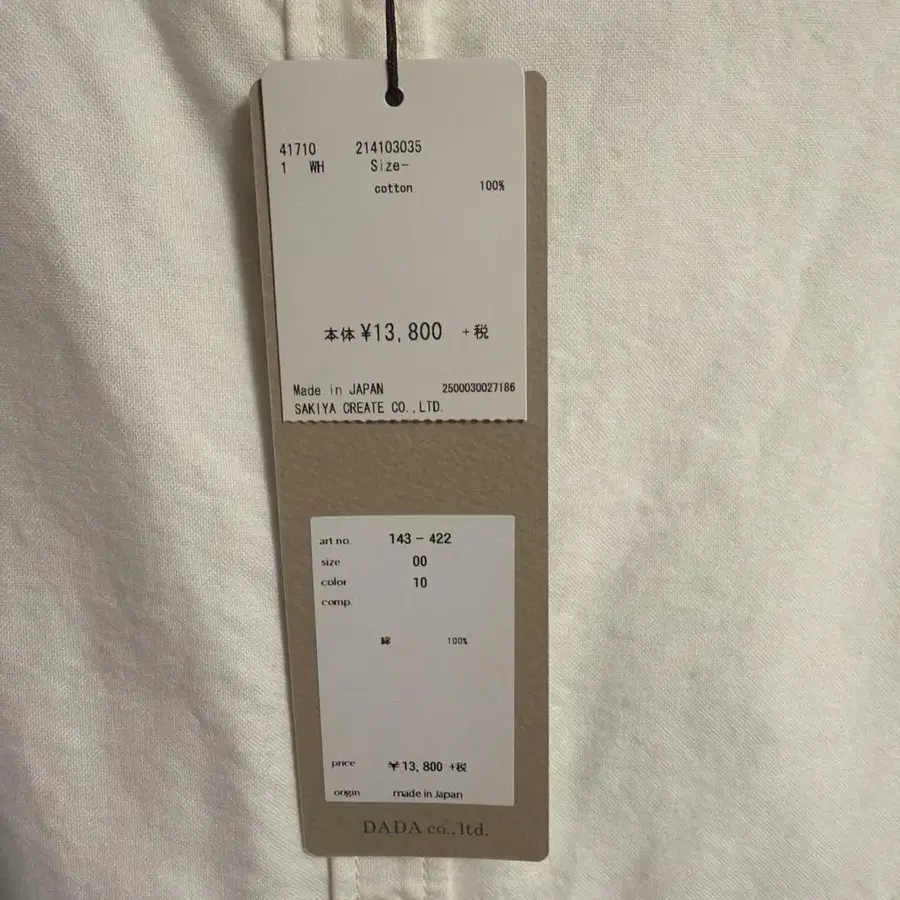 41710 214103035
1 WH Size-
cotton 100%
本体 ¥13,800 +税
Made in JAPAN 2500030027186
SAKIYA CREATE CO.,LTD.
art no. 143-422
size 00
color 10
comp.
綿 100%
price ¥13,800 +税
origin made in Japan
DADA co.,ltd.